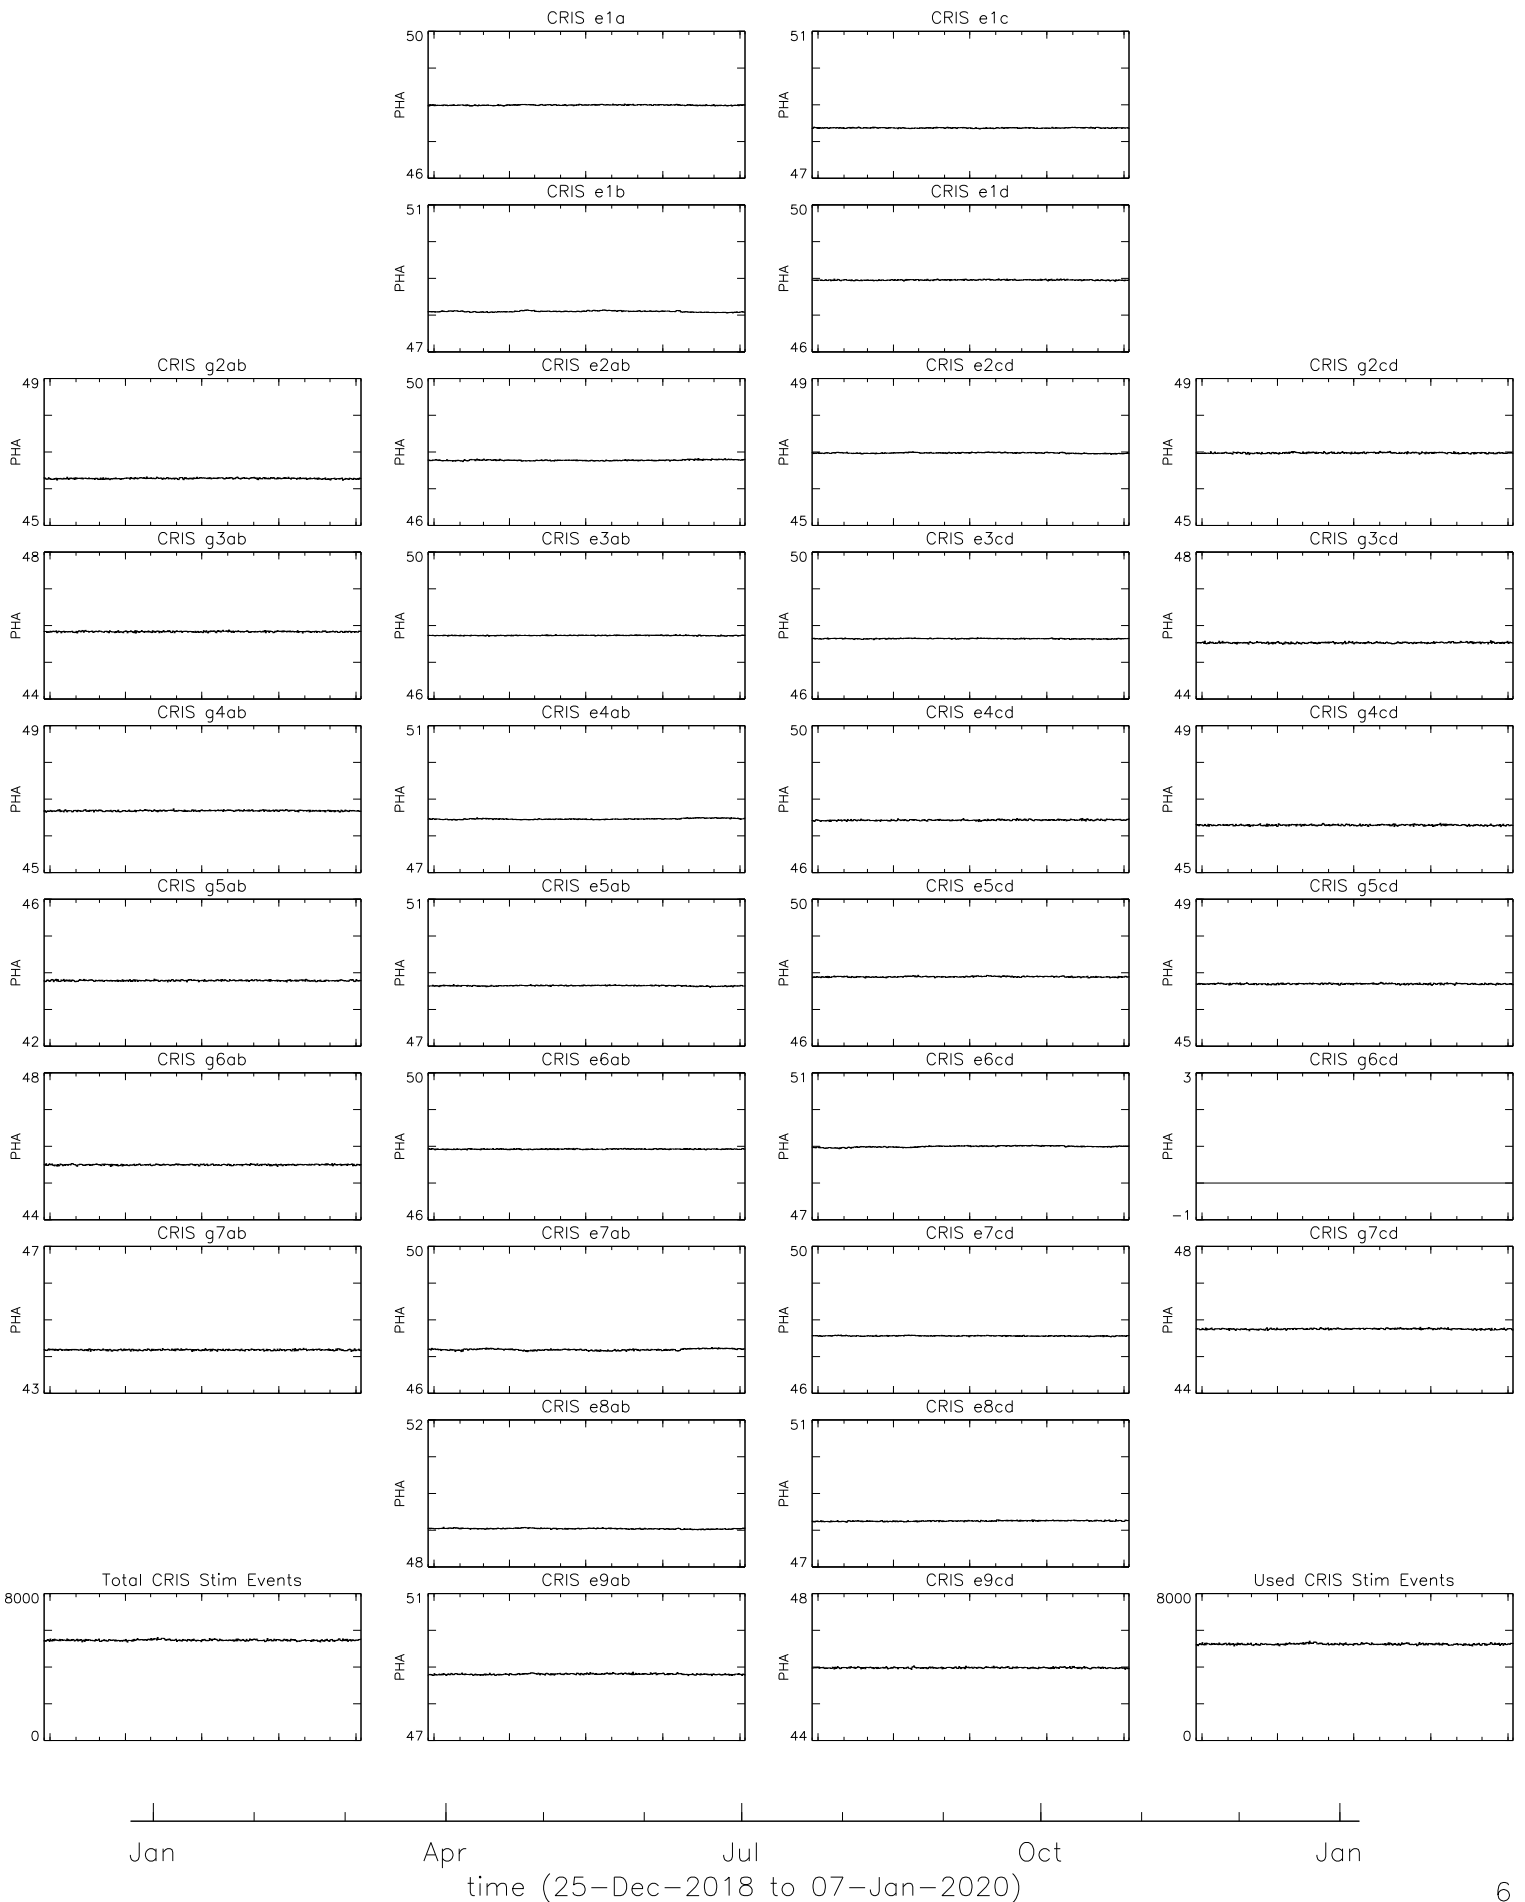 CRIS e1a
50
PHA
46
CRIS e1c
51
PHA
47
CRIS e1b
51
PHA
47
CRIS e1d
50
PHA
46
CRIS g2ab
49
PHA
45
CRIS e2ab
50
PHA
46
CRIS e2cd
49
PHA
45
CRIS g2cd
49
PHA
45
CRIS g3ab
48
PHA
44
CRIS e3ab
50
PHA
46
CRIS e3cd
50
PHA
46
CRIS g3cd
48
PHA
44
CRIS g4ab
49
PHA
45
CRIS e4ab
51
PHA
47
CRIS e4cd
50
PHA
46
CRIS g4cd
49
PHA
45
CRIS g5ab
46
PHA
42
CRIS e5ab
51
PHA
47
CRIS e5cd
50
PHA
46
CRIS g5cd
49
PHA
45
CRIS g6ab
48
PHA
44
CRIS e6ab
50
PHA
46
CRIS e6cd
51
PHA
47
CRIS g6cd
3
PHA
−1
CRIS g7ab
47
PHA
43
CRIS e7ab
50
PHA
46
CRIS e7cd
50
PHA
46
CRIS g7cd
48
PHA
44
CRIS e8ab
52
PHA
48
CRIS e8cd
51
PHA
47
Total CRIS Stim Events
8000
0
CRIS e9ab
51
PHA
47
CRIS e9cd
48
PHA
44
Used CRIS Stim Events
8000
0
Jan Apr Jul Oct Jan
time (25−Dec−2018 to 07−Jan−2020)
6